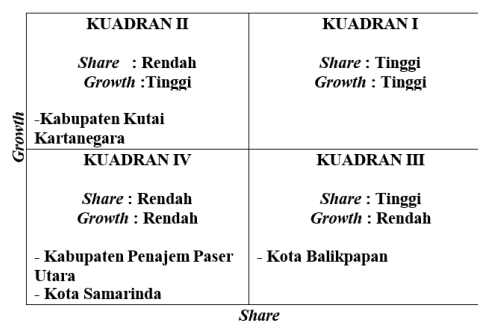 KUADRAN II
Share : Rendah
Growth :Tinggi
-Kabupaten Kutai
Kartanegara
KUADRAN I
Share : Tinggi
Growth : Tinggi
Growth
KUADRAN IV
Share : Rendah
Growth : Rendah
- Kabupaten Penajem Paser
Utara
- Kota Samarinda
KUADRAN III
Share : Tinggi
Growth : Rendah
- Kota Balikpapan
Share